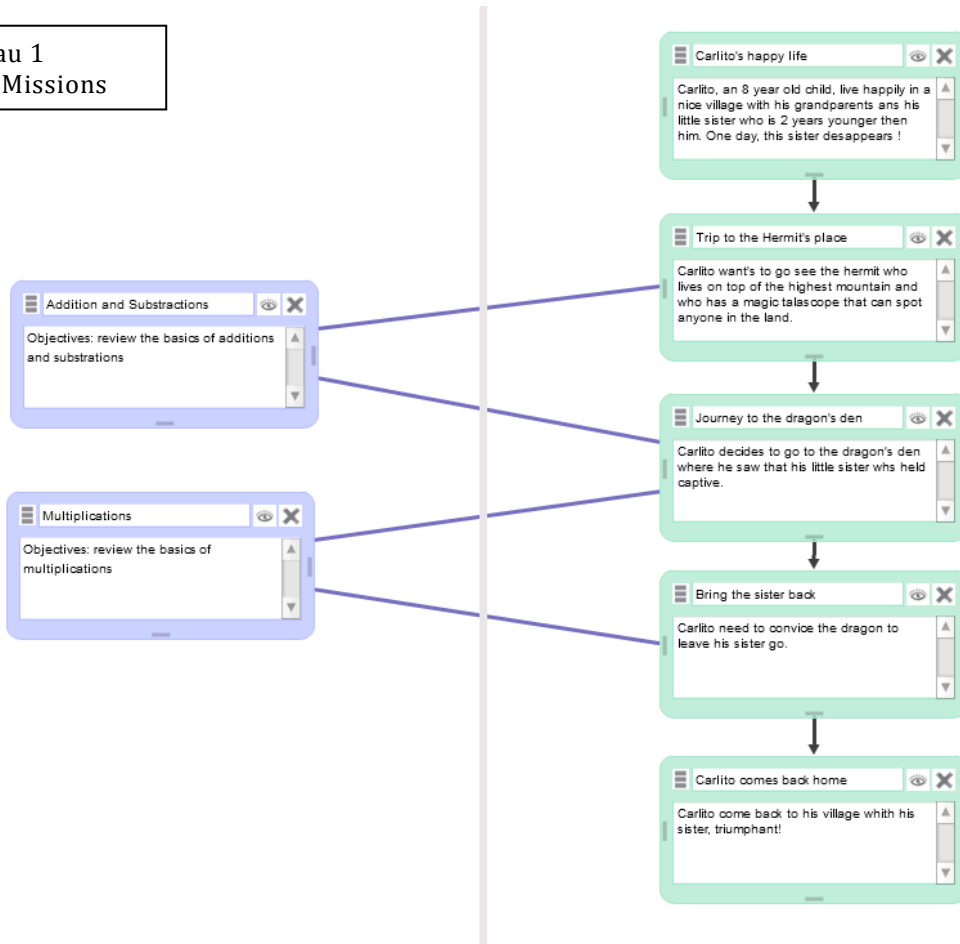 au 1
Missions
Addition and Substractions
Objectives: review the basics of additions
and substrations
Multiplications
Objectives: review the basics of
multiplications
Carlito's happy life
Carlito, an 8 year old child, live happily in a
nice village with his grandparents ans his
little sister who is 2 years younger then
him. One day, this sister desappears !
Trip to the Hermit's place
Carlito want's to go see the hermit who
lives on top of the highest mountain and
who has a magic talascope that can spot
anyone in the land.
Journey to the dragon's den
Carlito decides to go to the dragon's den
where he saw that his little sister whs held
captive.
Bring the sister back
Carlito need to convice the dragon to
leave his sister go.
Carlito comes back home
Carlito come back to his village whith his
sister, triumphant!